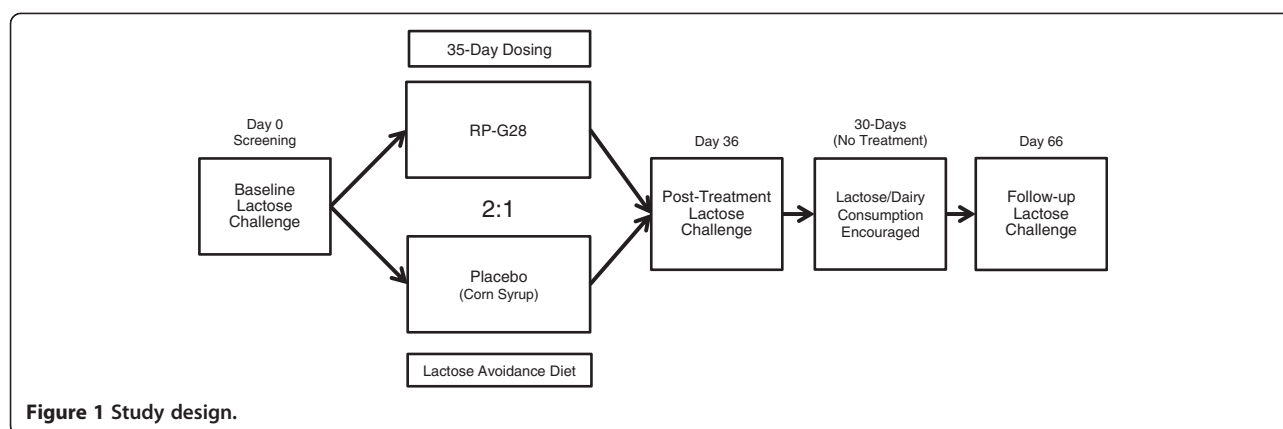 35-Day Dosing
Day 0
Screening
Baseline
Lactose
Challenge
RP-G28
2:1
Placebo
(Corn Syrup)
Lactose Avoidance Diet
Day 36
Post-Treatment
Lactose
Challenge
30-Days
(No Treatment)
Lactose/Dairy
Consumption
Encouraged
Day 66
Follow-up
Lactose
Challenge
Figure 1 Study design.